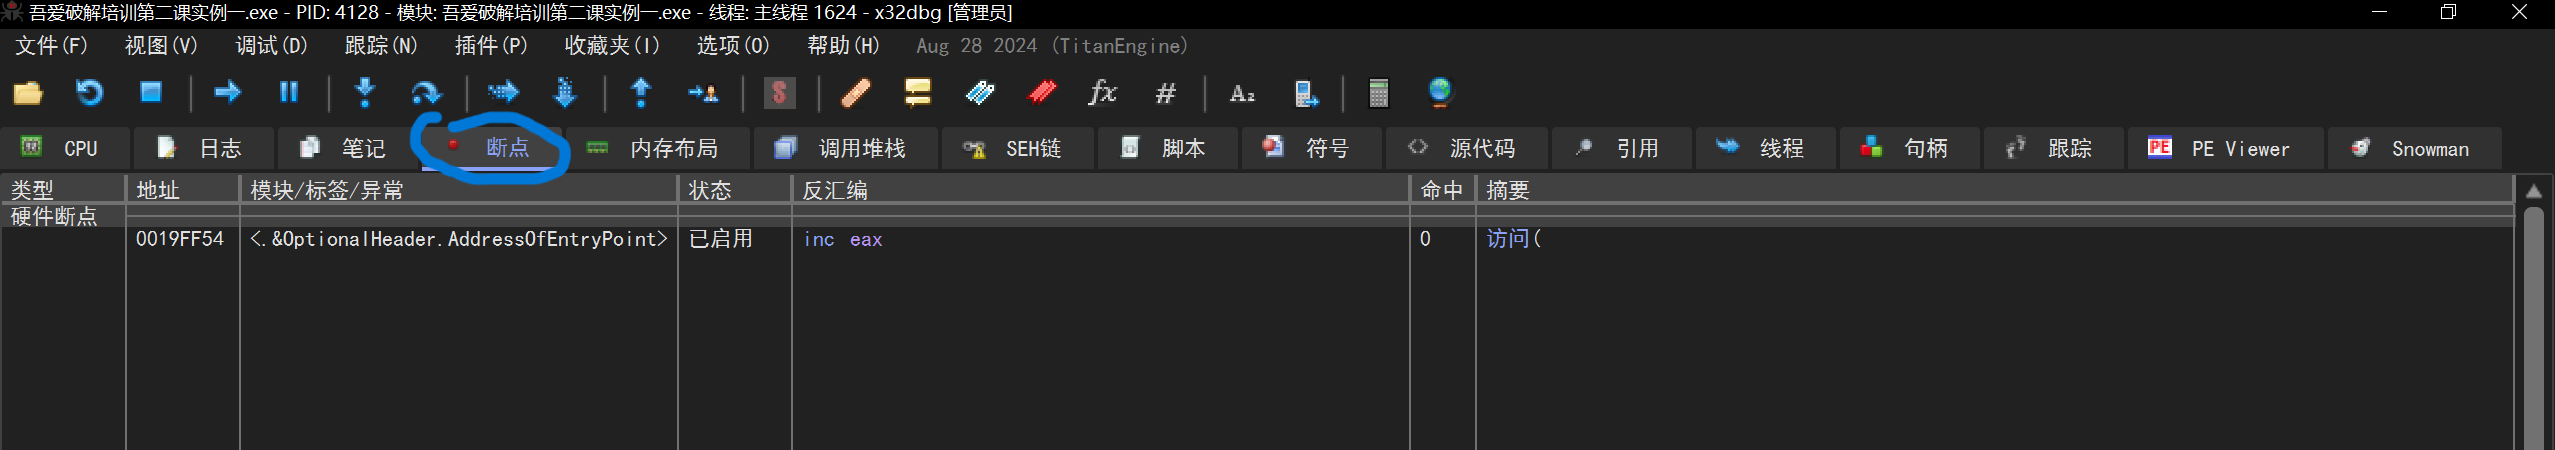 吾爱破解培训第二课实例一.exe - PID: 4128 - 模块: 吾爱破解培训第二课实例一.exe - 线程: 主线程 1624 - x32dbg [管理员]
文件(F) 视图(V) 调试(D) 跟踪(N) 插件(P) 收藏夹(I) 选项(O) 帮助(H) Aug 28 2024 (TitanEngine)
S fx # Az
CPU 日志 笔记 断点 内存布局 调用堆栈 SEH链 脚本 符号 源代码 引用 线程 句柄 跟踪 PE PE Viewer Snowman
类型 地址 模块/标签/异常 状态 反汇编 命中 摘要
硬件断点
0019FF54 <.&OptionalHeader.AddressOfEntryPoint> 已启用 inc eax 0 访问(